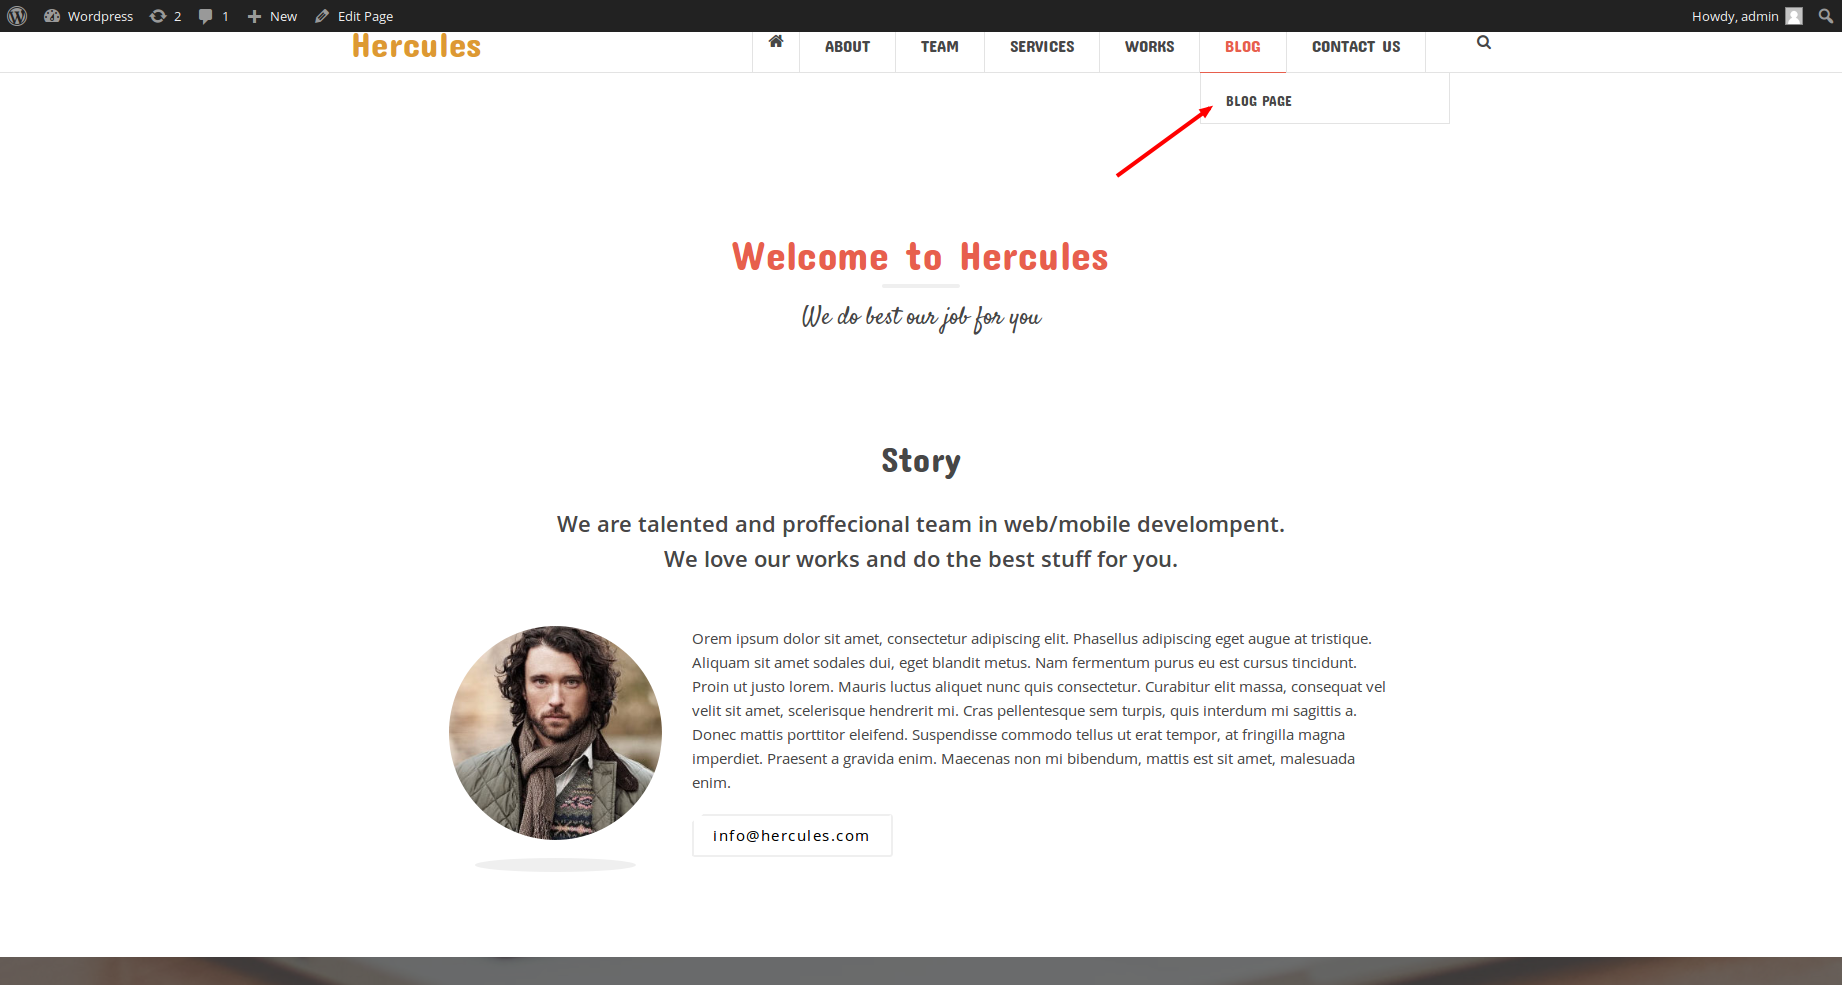 Wordpress 2 1 New Edit Page Howdy, admin
Hercules ABOUT TEAM SERVICES WORKS BLOG CONTACT US
BLOG PAGE
Welcome to Hercules
We do best our job for you
Story
We are talented and proffecional team in web/mobile develompent.
We love our works and do the best stuff for you.
Orem ipsum dolor sit amet, consectetur adipiscing elit. Phasellus adipiscing eget augue at tristique.
Aliquam sit amet sodales dui, eget blandit metus. Nam fermentum purus eu est cursus tincidunt.
Proin ut justo lorem. Mauris luctus aliquet nunc quis consectetur. Curabitur elit massa, consequat vel
velit sit amet, scelerisque hendrerit mi. Cras pellentesque sem turpis, quis interdum mi sagittis a.
Donec mattis porttitor eleifend. Suspendisse commodo tellus ut erat tempor, at fringilla magna
imperdiet. Praesent a gravida enim. Maecenas non mi bibendum, mattis est sit amet, malesuada
enim.
info@hercules.com